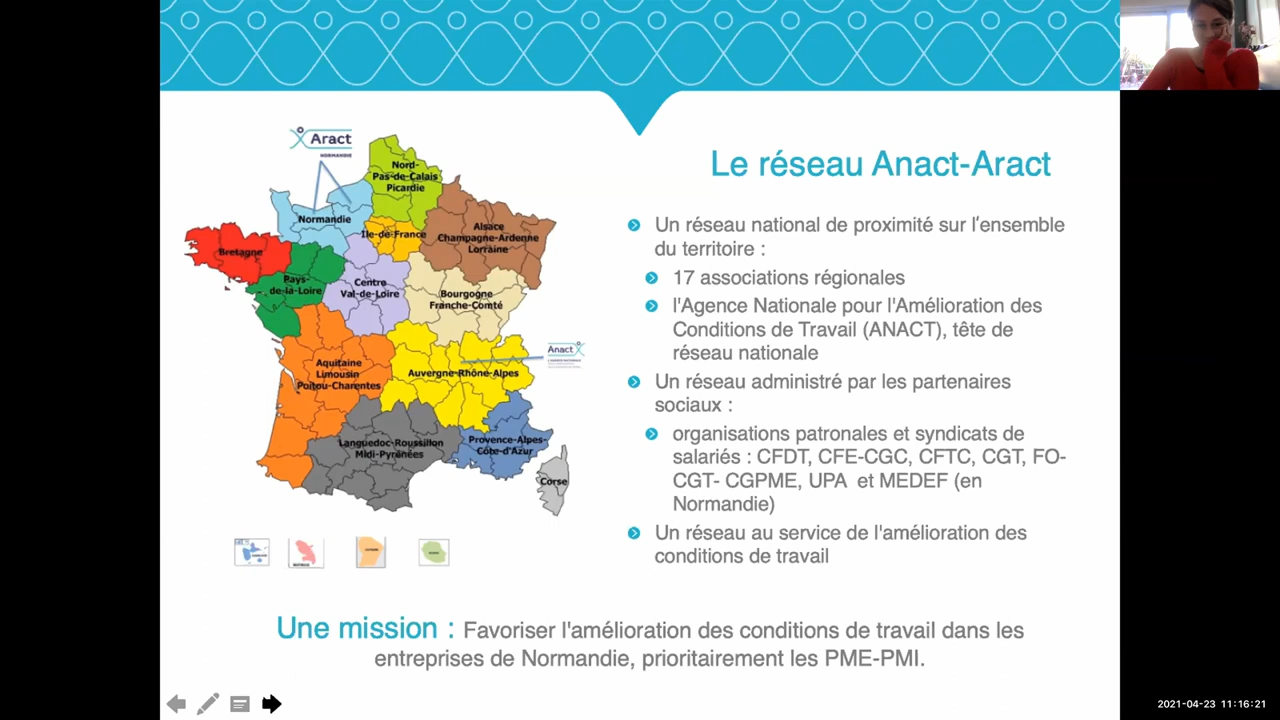 Aract
NORMANDIE
Nord-
Pas-de-Calais
Picardie
Normandie
Ile-de-France
Alsace
Champagne-Ardenne
Lorraine
Bretagne
Pays-
de-la-Loire
Centre
Val-de-Loire
Bourgogne
Franche-Comté
Anact
Aquitaine
Limousin
Poitou-Charentes
Auvergne-Rhône-Alpes
Languedoc-Roussillon
Midi-Pyrénées
Provence-Alpes-
Côte-d'Azur
Corse
Le réseau Anact-Aract
Un réseau national de proximité sur l'ensemble
du territoire :
17 associations régionales
l'Agence Nationale pour l'Amélioration des
Conditions de Travail (ANACT), tête de
réseau nationale
Un réseau administré par les partenaires
sociaux :
organisations patronales et syndicats de
salariés : CFDT, CFE-CGC, CFTC, CGT, FO-
CGT- CGPME, UPA et MEDEF (en
Normandie)
Un réseau au service de l'amélioration des
conditions de travail
Une mission : Favoriser l'amélioration des conditions de travail dans les
entreprises de Normandie, prioritairement les PME-PMI.
2021-04-23 11:16:21